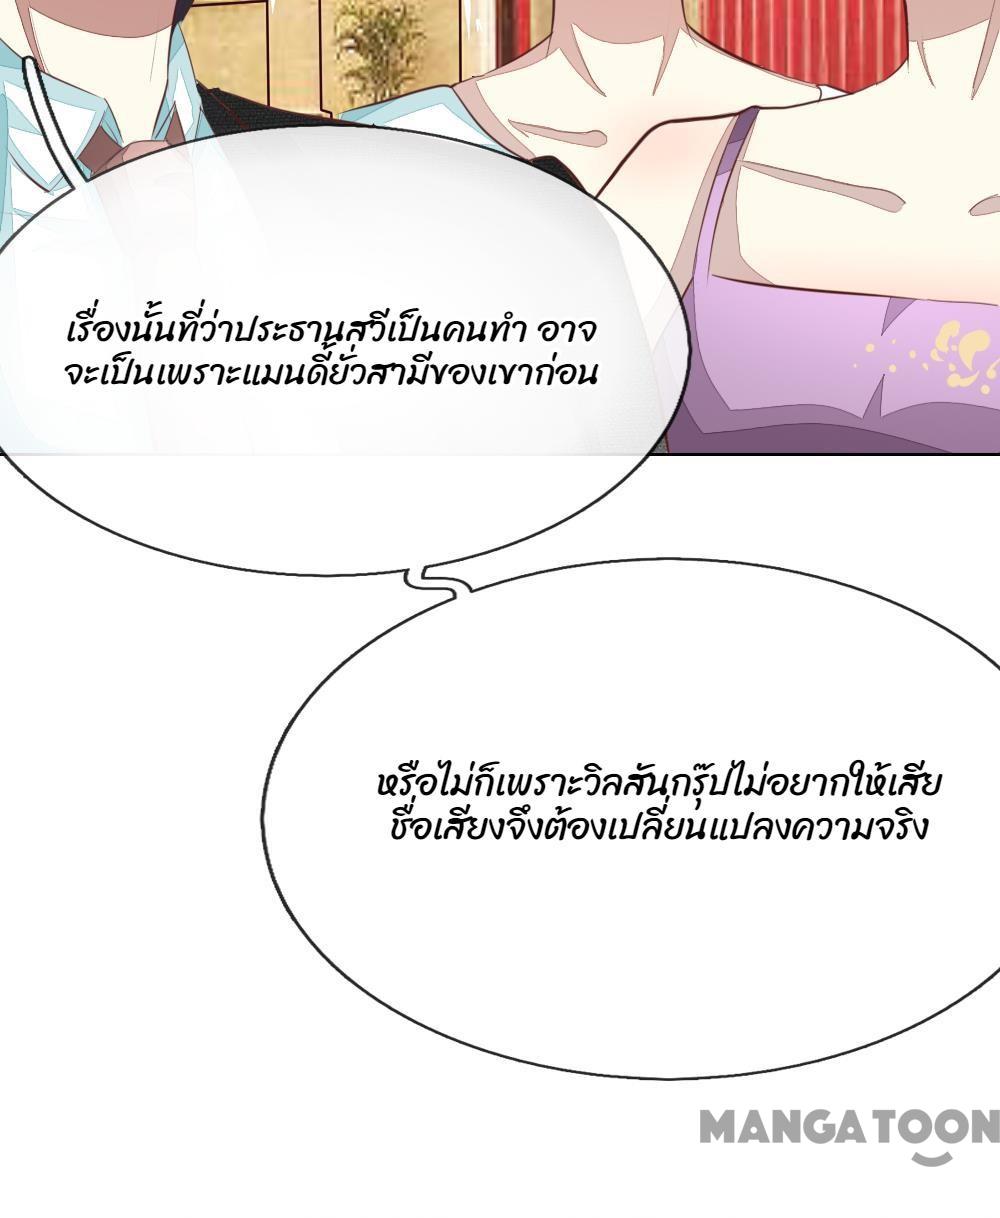 เรื่องนั้นที่ว่าประธานสวีเป็นคนทำ อาจ
จะเป็นเพราะแมนดี้ยั่วสามีของเขาก่อน
หรือไม่ก็เพราะวิลสันกรุ๊ปไม่อยากให้เสีย
ชื่อเสียงจึงต้องเปลี่ยนแปลงความจริง
MANGATOON